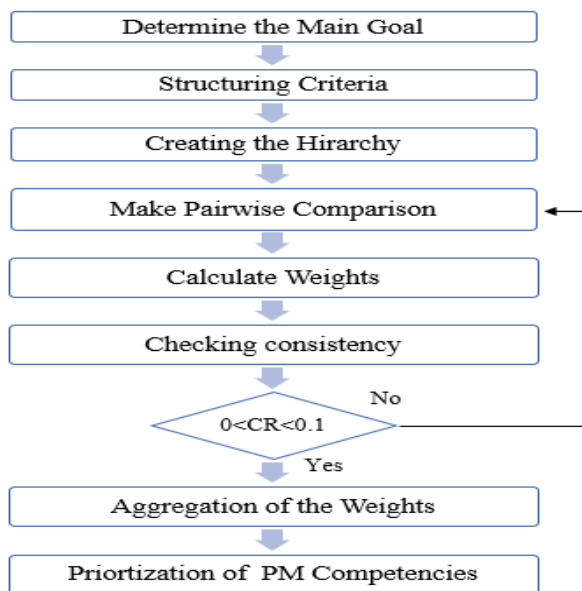 Determine the Main Goal
Structuring Criteria
Creating the Hirarchy
Make Pairwise Comparison
Calculate Weights
Checking consistency
No
0<CR<0.1
Yes
Aggregation of the Weights
Priortization of PM Competencies